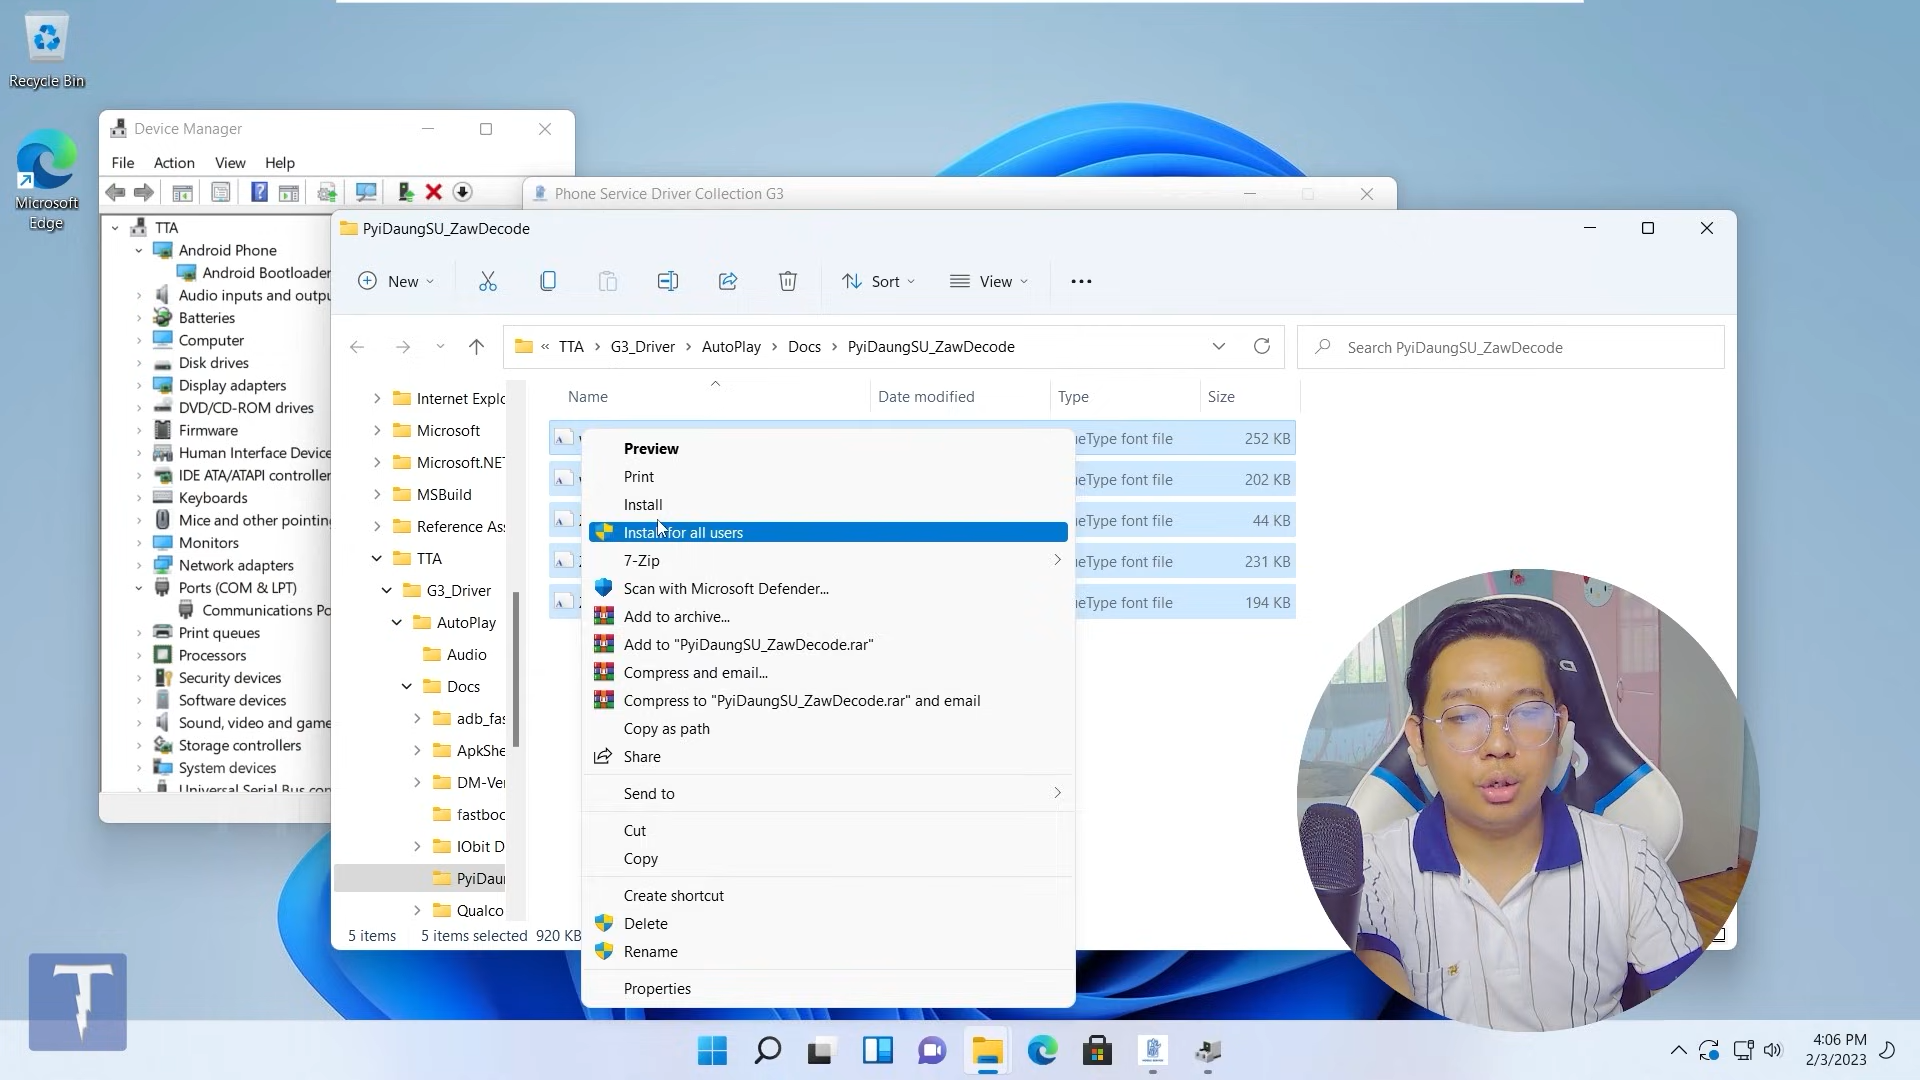 Recycle Bin
Microsoft
Edge
Device Manager
File Action View Help
TTA
Android Phone
Android Bootloader
Audio inputs and outpu
Batteries
Computer
Disk drives
Display adapters
DVD/CD-ROM drives
Firmware
Human Interface Device
IDE ATA/ATAPI controller
Keyboards
Mice and other pointing
Monitors
Network adapters
Ports (COM & LPT)
Communications Po
Print queues
Processors
Security devices
Software devices
Sound, video and game
Storage controllers
System devices
Universal Serial Bus con
Phone Service Driver Collection G3
PyiDaungSU_ZawDecode
New
Sort
View
« TTA > G3_Driver > AutoPlay > Docs > PyiDaungSU_ZawDecode
Search PyiDaungSU_ZawDecode
Internet Explo
Microsoft
Microsoft.NET
MSBuild
Reference Ass
TTA
G3_Driver
AutoPlay
Audio
Docs
adb_fas
ApkShe
DM-Ver
fastboo
IObit D
PyiDau
Qualco
Name Date modified Type Size
ueType font file 252 KB
ueType font file 202 KB
ueType font file 44 KB
ueType font file 231 KB
ueType font file 194 KB
Preview
Print
Install
Install for all users
7-Zip
Scan with Microsoft Defender...
Add to archive...
Add to "PyiDaungSU_ZawDecode.rar"
Compress and email...
Compress to "PyiDaungSU_ZawDecode.rar" and email
Copy as path
Share
Send to
Cut
Copy
Create shortcut
Delete
Rename
Properties
5 items 5 items selected 920 KB
T
4:06 PM
2/3/2023